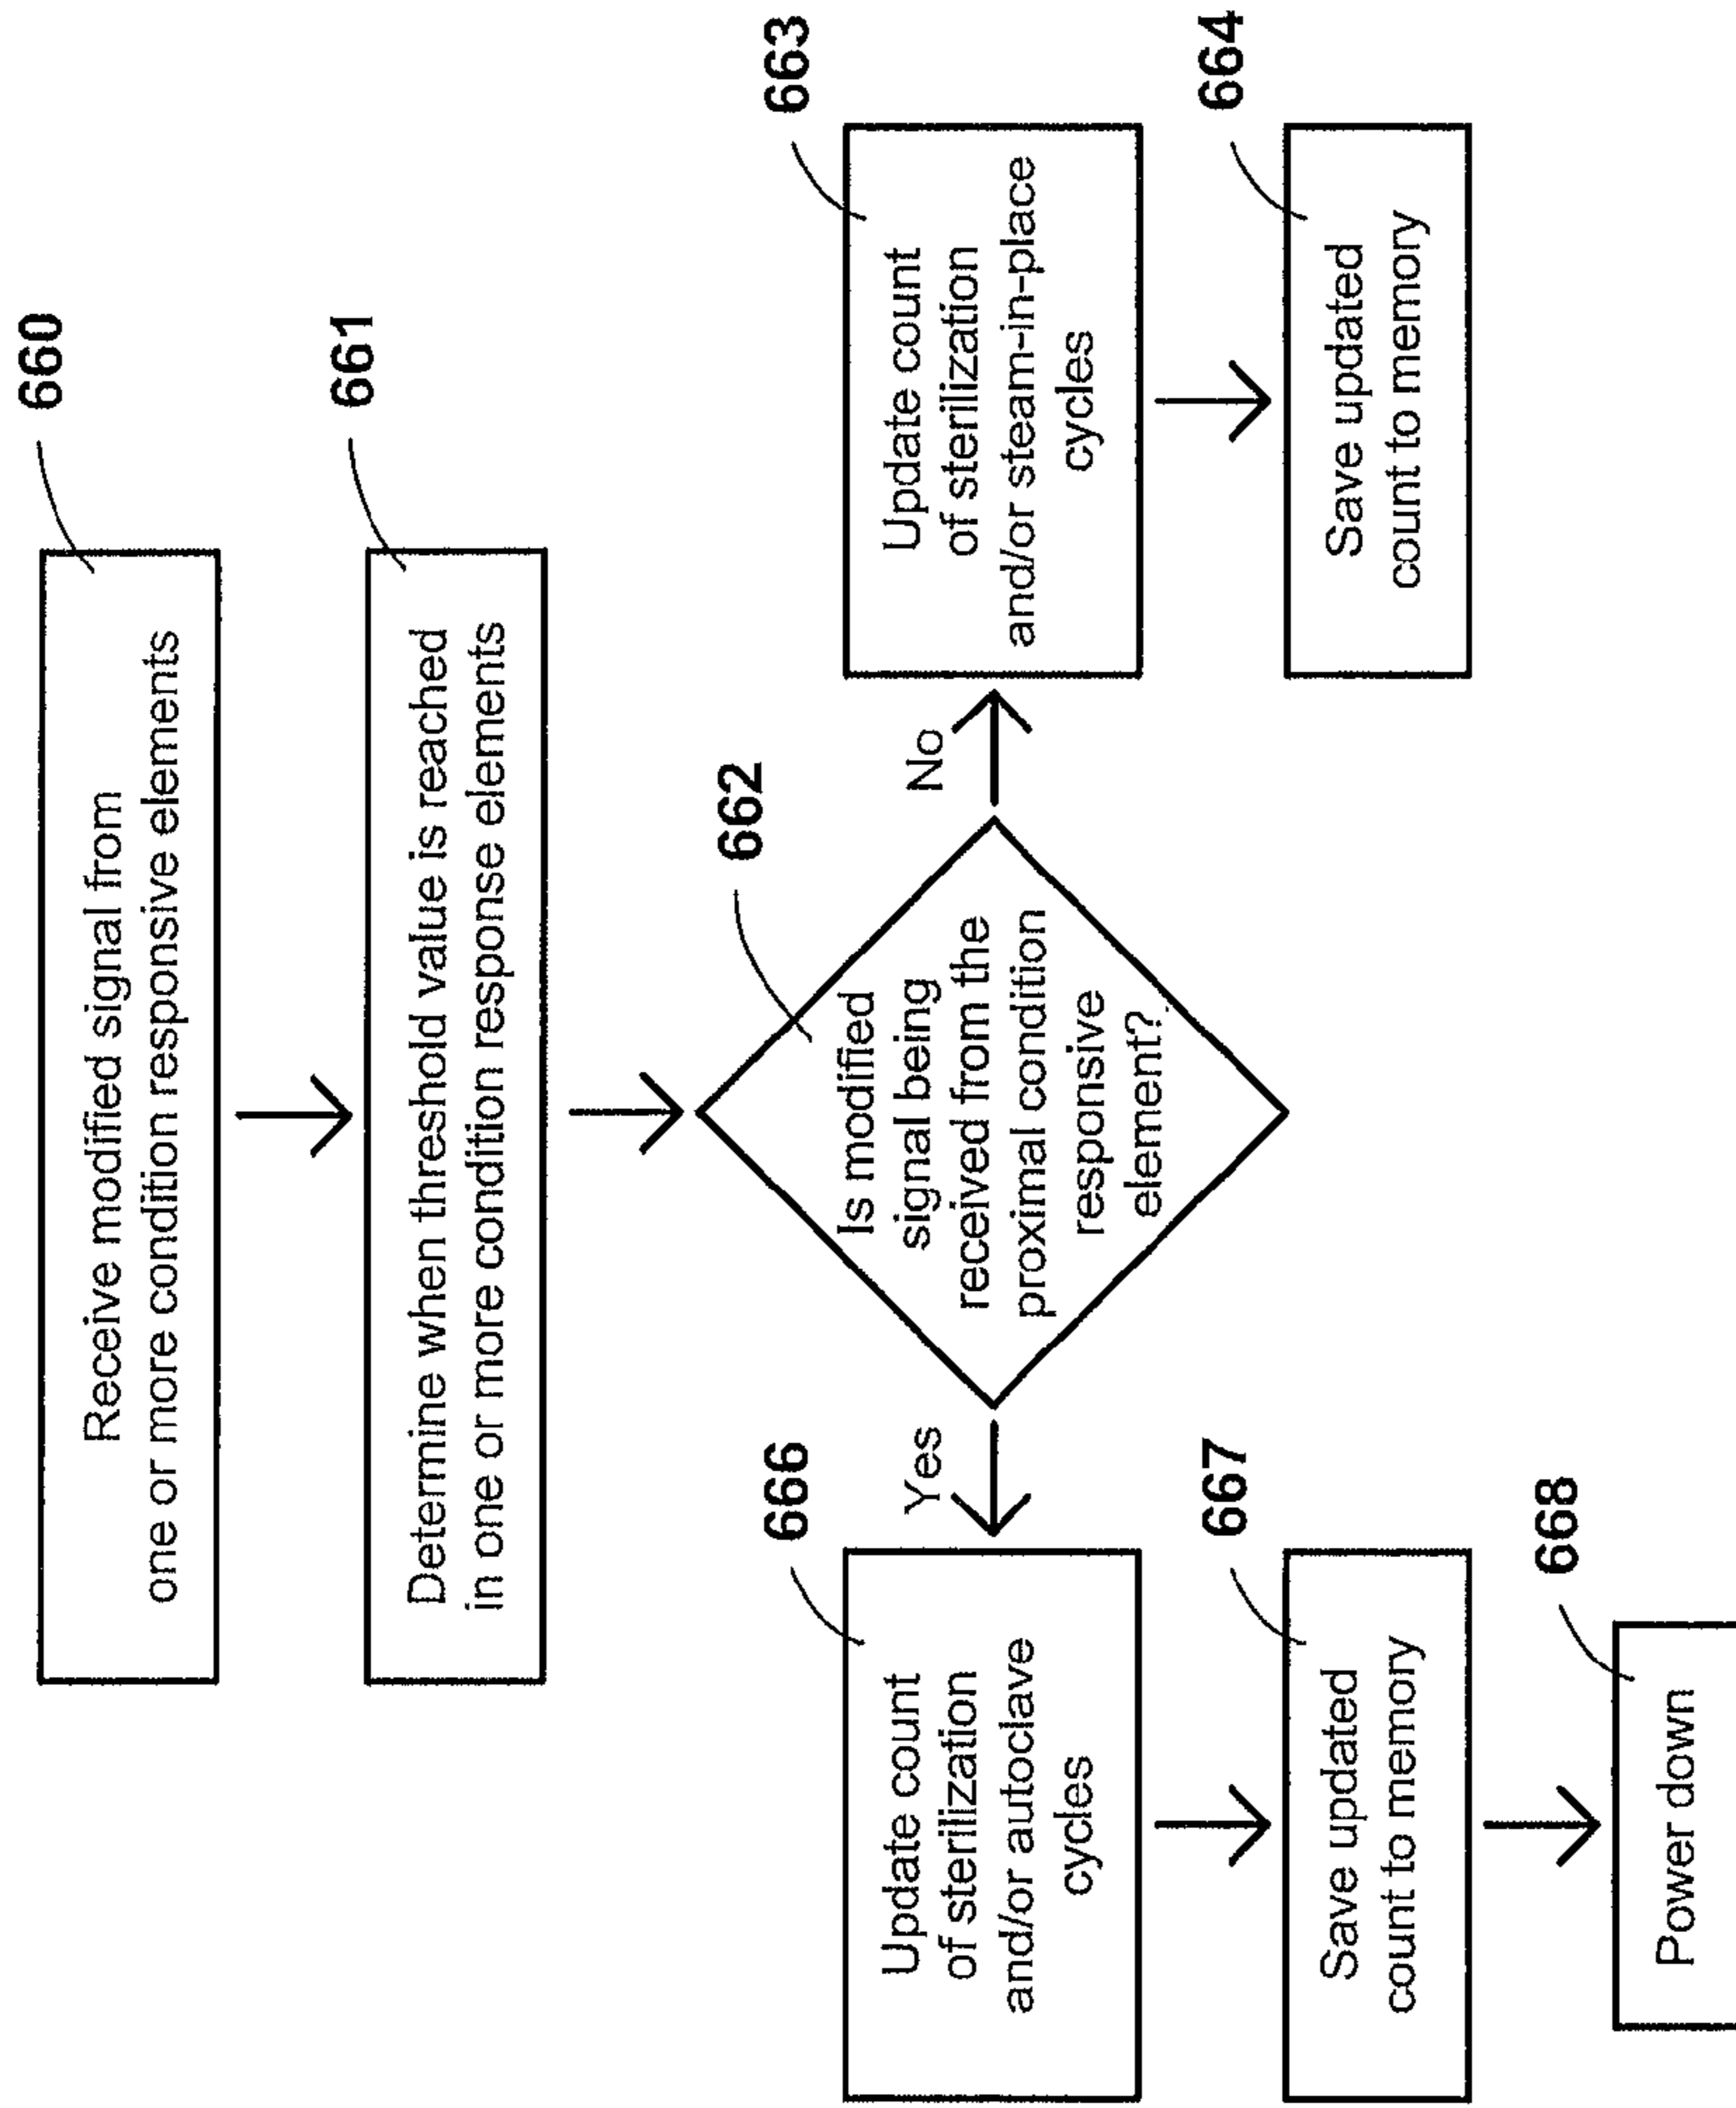 660
Receive modified signal from
one or more condition responsive elements
661
Determine when threshold value is reached
in one or more condition response elements
662
Is modified
signal being
received from the
proximal condition
responsive
element?
Yes
No
666
Update count
of sterilization
and/or autoclave
cycles
663
Update count
of sterilization
and/or steam-in-place
cycles
667
Save updated
count to memory
664
Save updated
count to memory
668
Power down